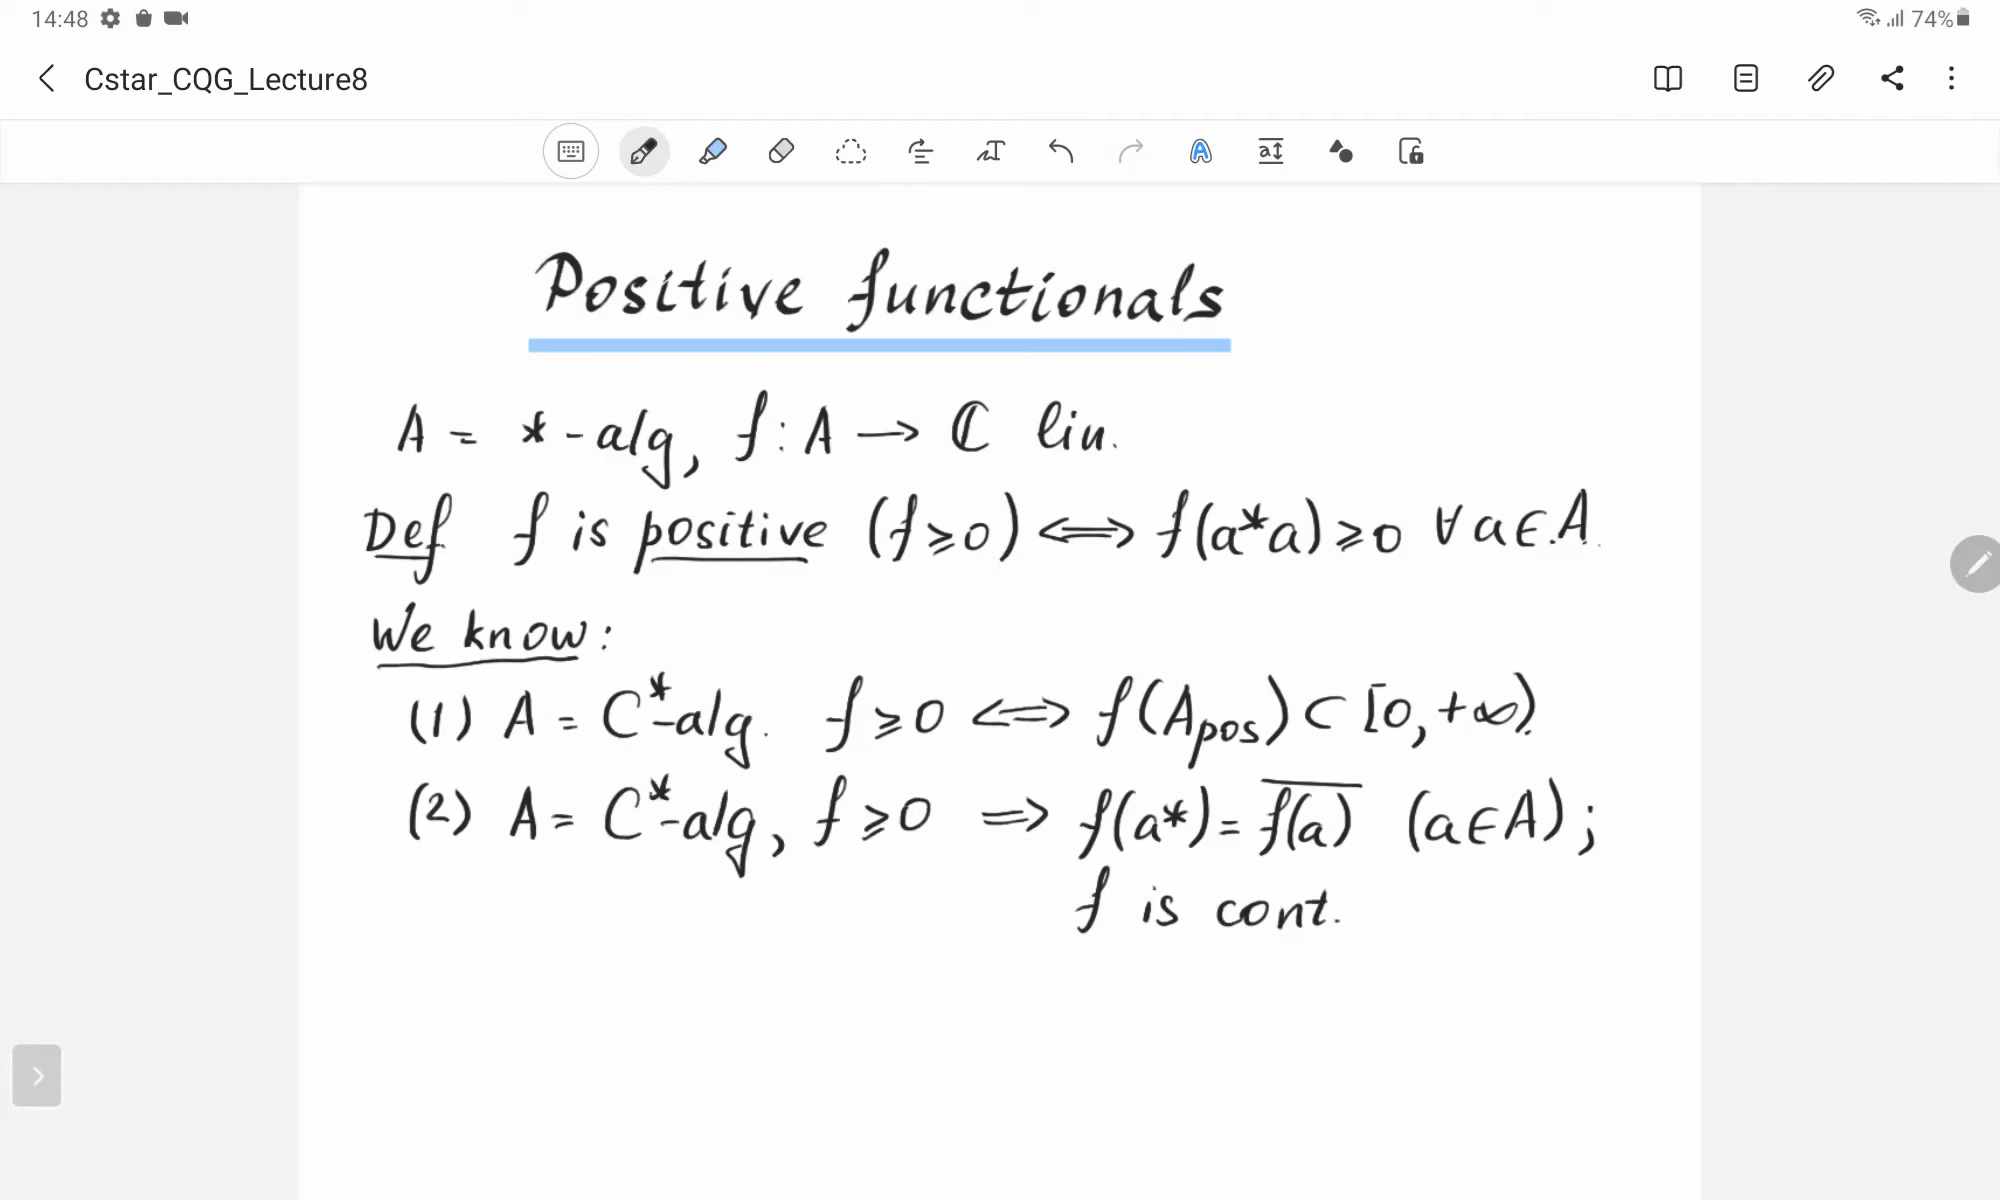 14:48 74%
Cstar_CQG_Lecture8
Positive functionals
A = *-alg, f: A → ℂ lin.
Def f is positive (f ⩾ 0) ⟺ f(a*a) ⩾ 0 ∀ a ∈ A.
We know:
(1) A = C*-alg. f ⩾ 0 ⟺ f(A_pos) ⊂ [0, +∞).
(2) A = C*-alg, f ⩾ 0 ⟹ f(a*) = \overline{f(a)} (a ∈ A);
f is cont.